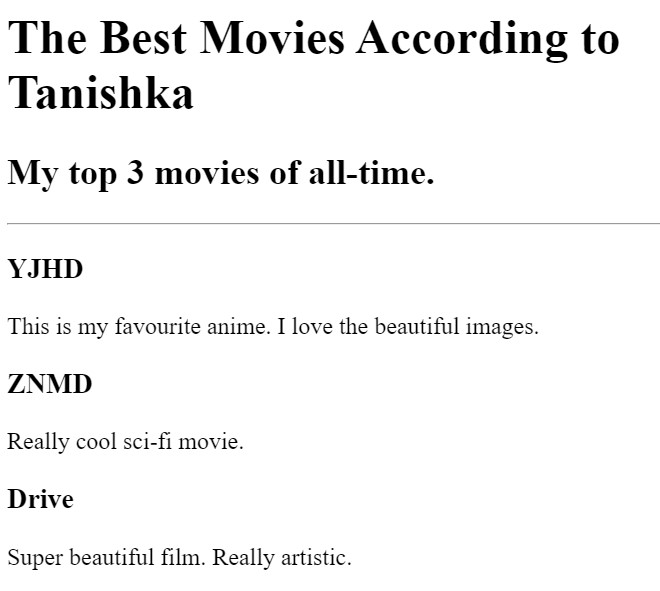 The Best Movies According to
Tanishka
My top 3 movies of all-time.
YJHD
This is my favourite anime. I love the beautiful images.
ZNMD
Really cool sci-fi movie.
Drive
Super beautiful film. Really artistic.